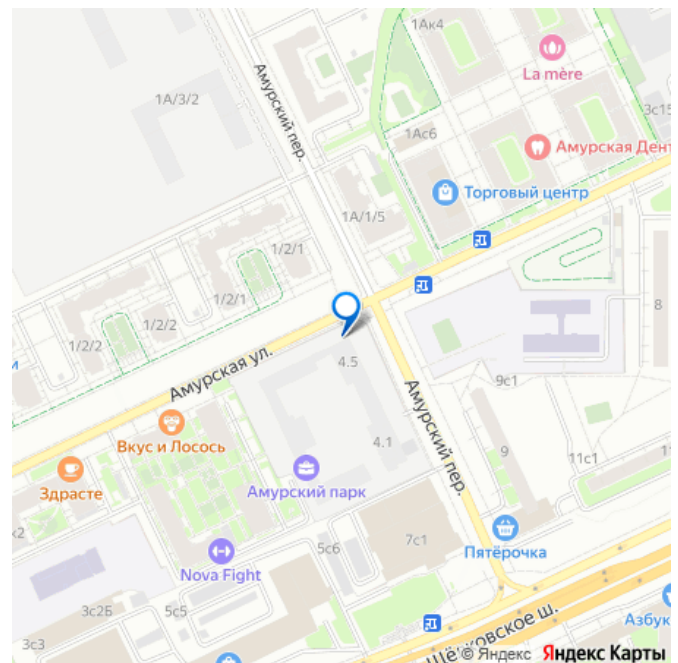 1Ак4
La mère
1А/3/2
Амурский пер.
3с15
1Ас6
Амурская Дент
Торговый центр
1А/1/5
1/2/1
1/2/1
8
1/2/2
1/2/2
и
4.5
Амурская ул.
9с1
Амурский пер.
Вкус и Лосось
4.1
9
11с1
1
Здрасте
Амурский парк
к2
7с1
Пятёрочка
5с6
Nova Fight
3с2Б
5с5
Азбук
3с3
Щёлковское ш.
© Яндекс Яндекс Карты